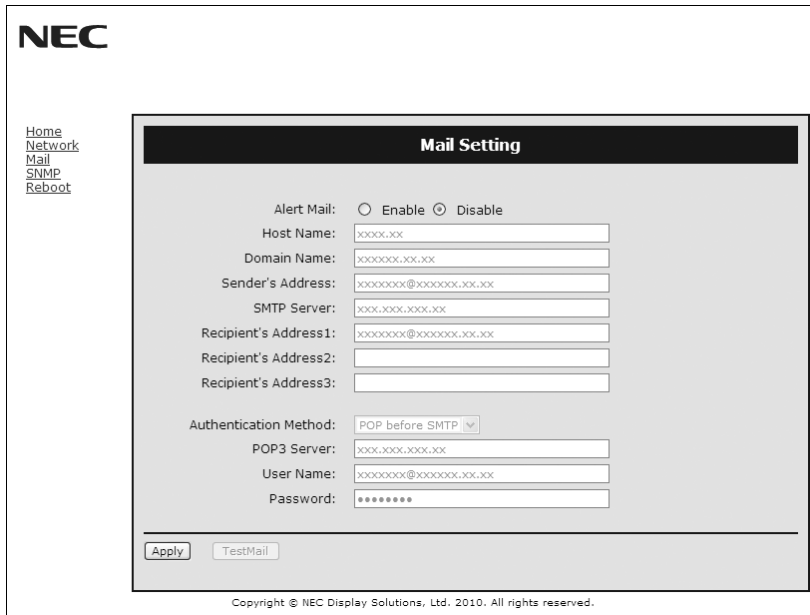 NEC
Home
Network
Mail
SNMP
Reboot
Mail Setting
Alert Mail: Enable Disable
Host Name: xxxx.xx
Domain Name: xxxxxx.xx.xx
Sender's Address: xxxxxxx@xxxxxx.xx.xx
SMTP Server: xxx.xxx.xxx.xx
Recipient's Address1: xxxxxxx@xxxxxx.xx.xx
Recipient's Address2:
Recipient's Address3:
Authentication Method: POP before SMTP
POP3 Server: xxx.xxx.xxx.xx
User Name: xxxxxxx@xxxxxx.xx.xx
Password: ••••••••
Apply TestMail
Copyright © NEC Display Solutions, Ltd. 2010. All rights reserved.